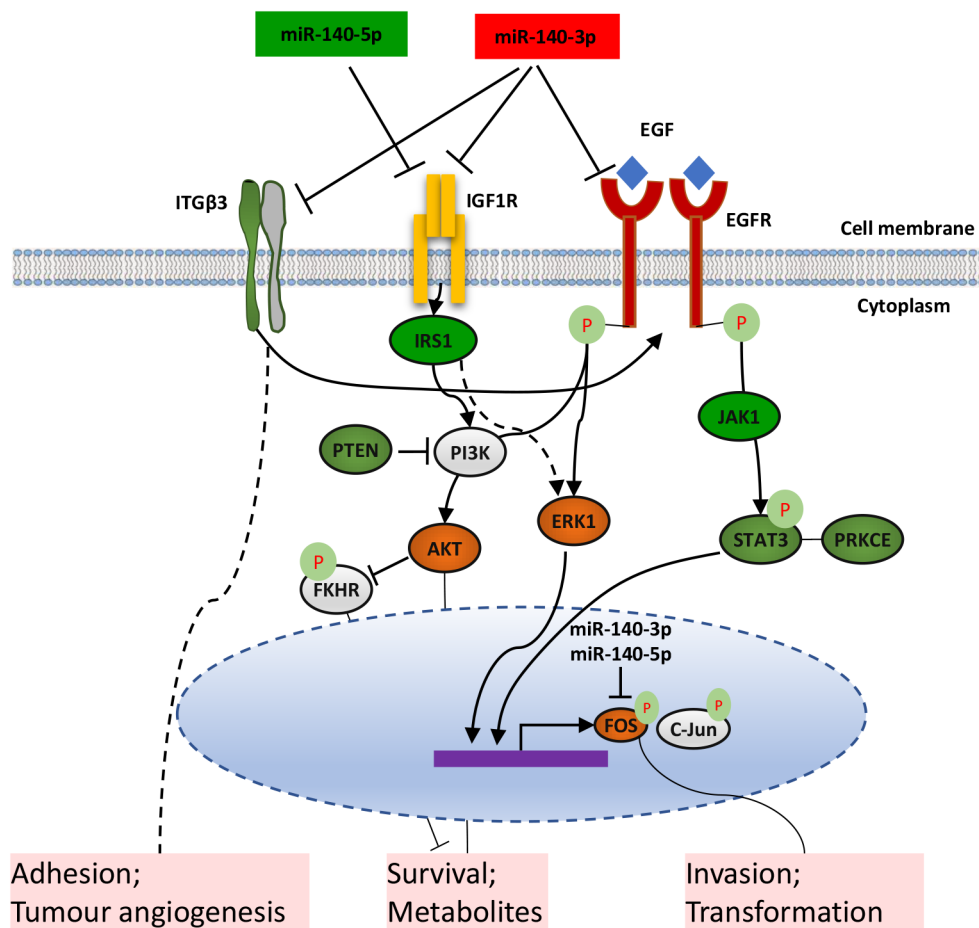 miR-140-5p
miR-140-3p
EGF
ITGβ3
IGF1R
EGFR
Cell membrane
Cytoplasm
P
P
IRS1
JAK1
PTEN
PI3K
P
ERK1
STAT3
PRKCE
AKT
P
FKHR
miR-140-3p
miR-140-5p
P
P
FOS
C-Jun
Adhesion;
Tumour angiogenesis
Survival;
Metabolites
Invasion;
Transformation